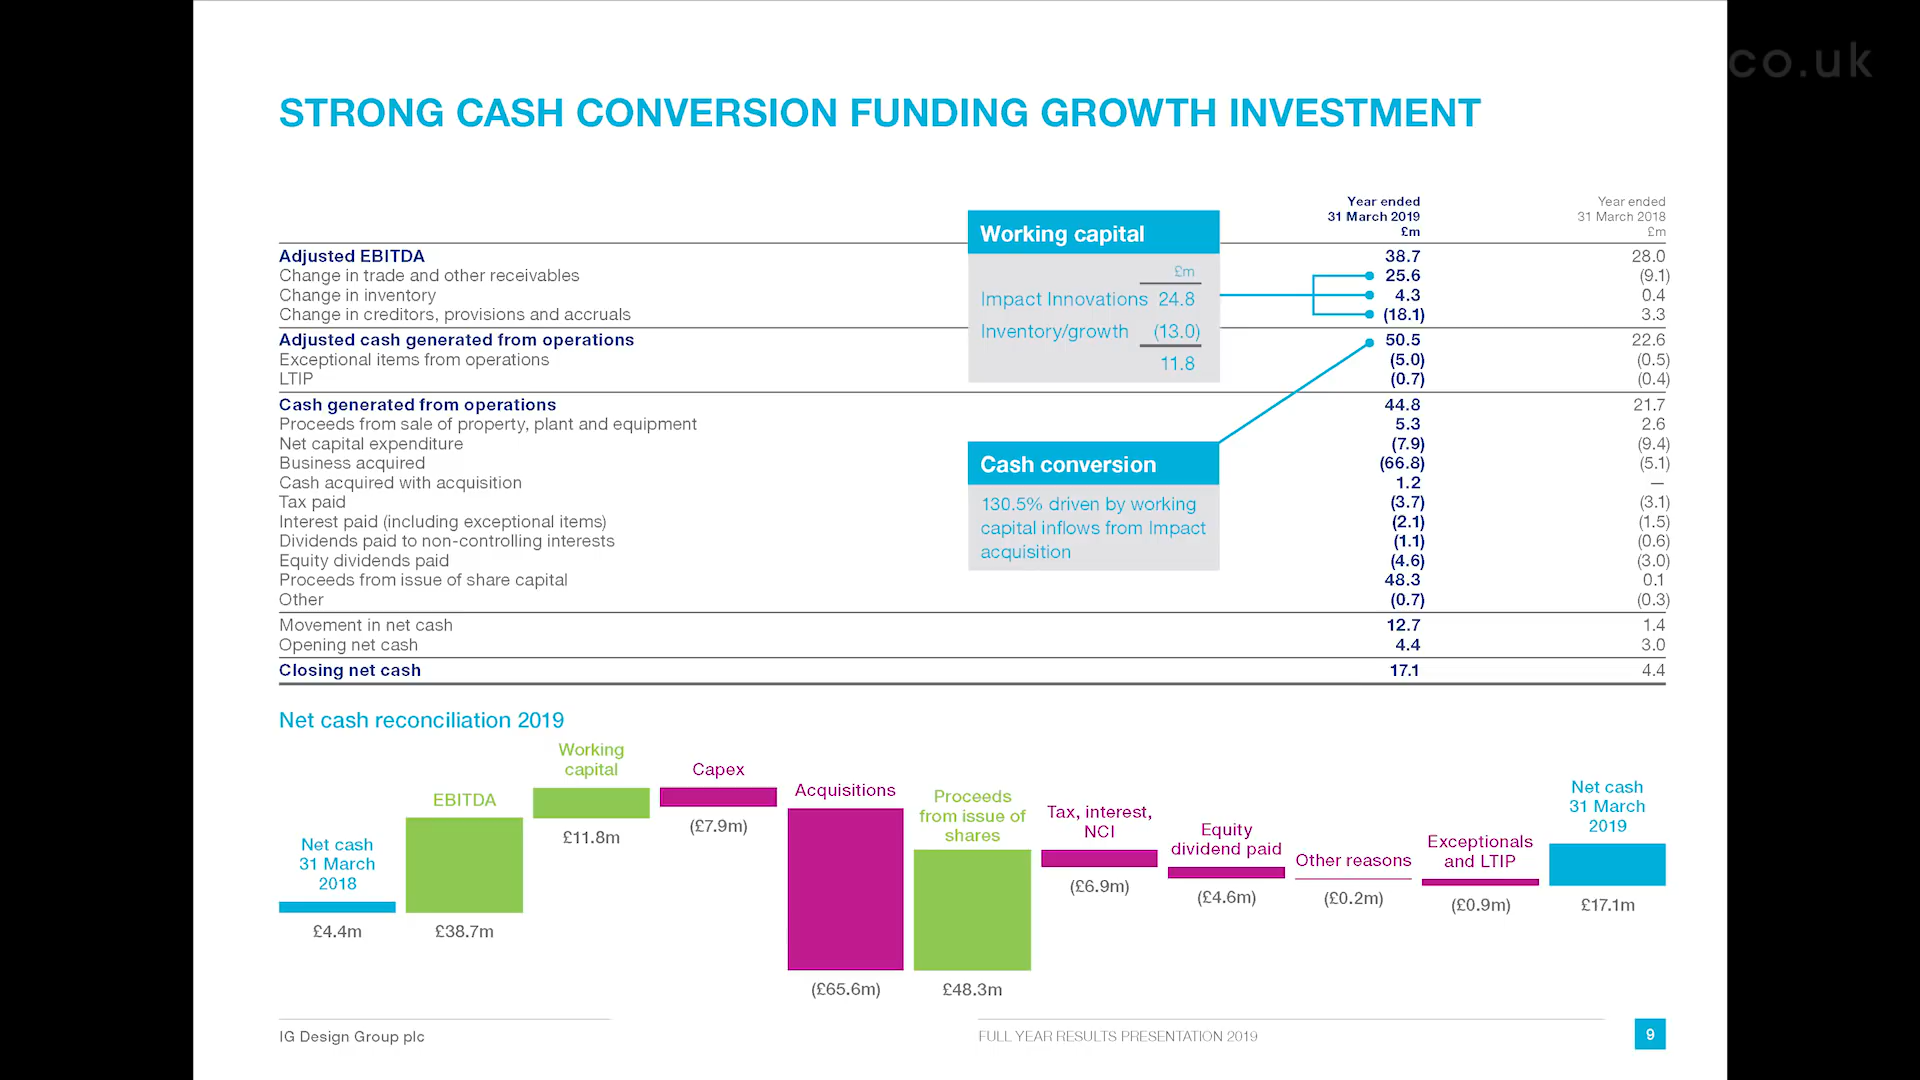 co.uk
STRONG CASH CONVERSION FUNDING GROWTH INVESTMENT
Year ended 31 March 2019 £m
Year ended 31 March 2018 £m
Adjusted EBITDA 38.7 28.0
Change in trade and other receivables 25.6 (9.1)
Change in inventory 4.3 0.4
Change in creditors, provisions and accruals (18.1) 3.3
Adjusted cash generated from operations 50.5 22.6
Exceptional items from operations (5.0) (0.5)
LTIP (0.7) (0.4)
Cash generated from operations 44.8 21.7
Proceeds from sale of property, plant and equipment 5.3 2.6
Net capital expenditure (7.9) (9.4)
Business acquired (66.8) (5.1)
Cash acquired with acquisition 1.2 —
Tax paid (3.7) (3.1)
Interest paid (including exceptional items) (2.1) (1.5)
Dividends paid to non-controlling interests (1.1) (0.6)
Equity dividends paid (4.6) (3.0)
Proceeds from issue of share capital 48.3 0.1
Other (0.7) (0.3)
Movement in net cash 12.7 1.4
Opening net cash 4.4 3.0
Closing net cash 17.1 4.4
Working capital
£m
Impact Innovations 24.8
Inventory/growth (13.0)
11.8
Cash conversion
130.5% driven by working
capital inflows from Impact
acquisition
Net cash reconciliation 2019
Net cash
31 March
2018
£4.4m
EBITDA
£38.7m
Working
capital
£11.8m
Capex
(£7.9m)
Acquisitions
(£65.6m)
Proceeds
from issue of
shares
£48.3m
Tax, interest,
NCI
(£6.9m)
Equity
dividend paid
(£4.6m)
Other reasons
(£0.2m)
Exceptionals
and LTIP
(£0.9m)
Net cash
31 March
2019
£17.1m
IG Design Group plc
FULL YEAR RESULTS PRESENTATION 2019
9